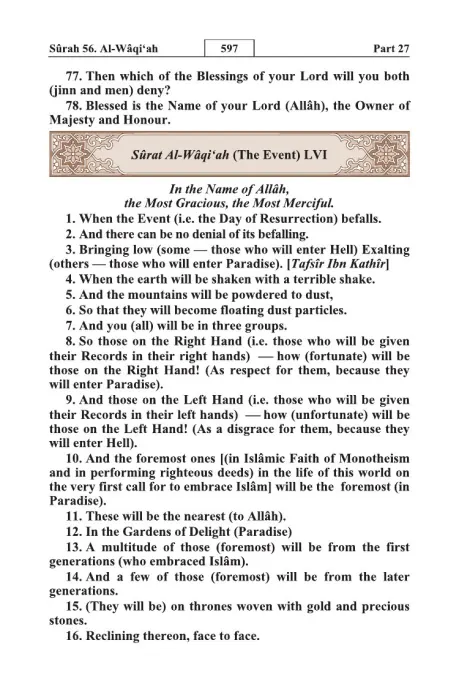 Sûrah 56. Al-Wâqi‘ah 597 Part 27
77. Then which of the Blessings of your Lord will you both
(jinn and men) deny?
78. Blessed is the Name of your Lord (Allâh), the Owner of
Majesty and Honour.
Sûrat Al-Wâqi‘ah (The Event) LVI
In the Name of Allâh,
the Most Gracious, the Most Merciful.
1. When the Event (i.e. the Day of Resurrection) befalls.
2. And there can be no denial of its befalling.
3. Bringing low (some — those who will enter Hell) Exalting
(others — those who will enter Paradise). [Tafsîr Ibn Kathîr]
4. When the earth will be shaken with a terrible shake.
5. And the mountains will be powdered to dust,
6. So that they will become floating dust particles.
7. And you (all) will be in three groups.
8. So those on the Right Hand (i.e. those who will be given
their Records in their right hands) — how (fortunate) will be
those on the Right Hand! (As respect for them, because they
will enter Paradise).
9. And those on the Left Hand (i.e. those who will be given
their Records in their left hands) — how (unfortunate) will be
those on the Left Hand! (As a disgrace for them, because they
will enter Hell).
10. And the foremost ones [(in Islâmic Faith of Monotheism
and in performing righteous deeds) in the life of this world on
the very first call for to embrace Islâm] will be the foremost (in
Paradise).
11. These will be the nearest (to Allâh).
12. In the Gardens of Delight (Paradise)
13. A multitude of those (foremost) will be from the first
generations (who embraced Islâm).
14. And a few of those (foremost) will be from the later
generations.
15. (They will be) on thrones woven with gold and precious
stones.
16. Reclining thereon, face to face.